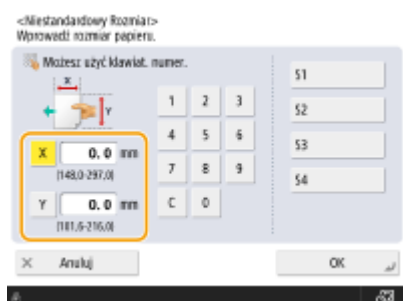 <Niestandardowy Rozmiar>
Wprowadź rozmiar papieru.
Możesz użyć klawiat. numer.
X
Y
1 2 3
4 5 6
7 8 9
C 0
X 0,0 mm
(148,0-297,0)
Y 0,0 mm
(101,6-216,0)
S1
S2
S3
S4
Anuluj
OK